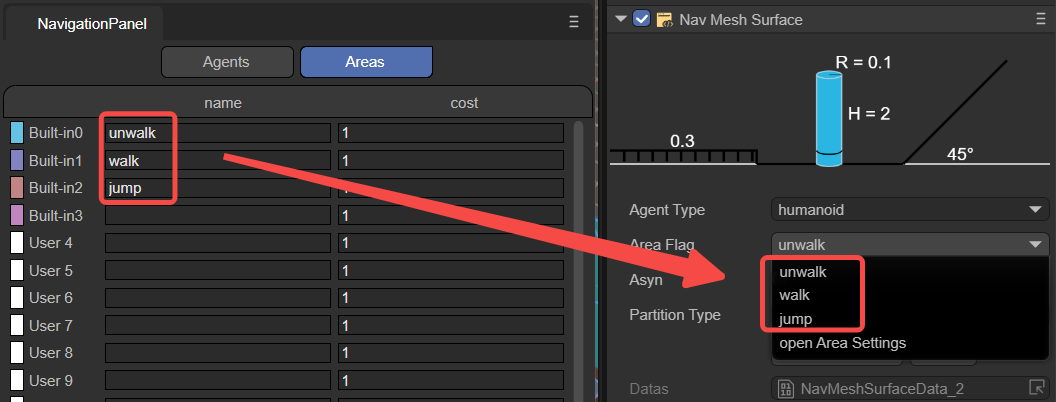 NavigationPanel
Agents
Areas
name cost
Built-in0 unwalk 1
Built-in1 walk 1
Built-in2 jump
Built-in3 1
User 4 1
User 5 1
User 6 1
User 7 1
User 8 1
User 9 1
Nav Mesh Surface
R = 0.1
H = 2
0.3
45°
Agent Type humanoid
Area Flag unwalk
unwalk
Asyn
walk
Partition Type
jump
open Area Settings
Datas NavMeshSurfaceData_2